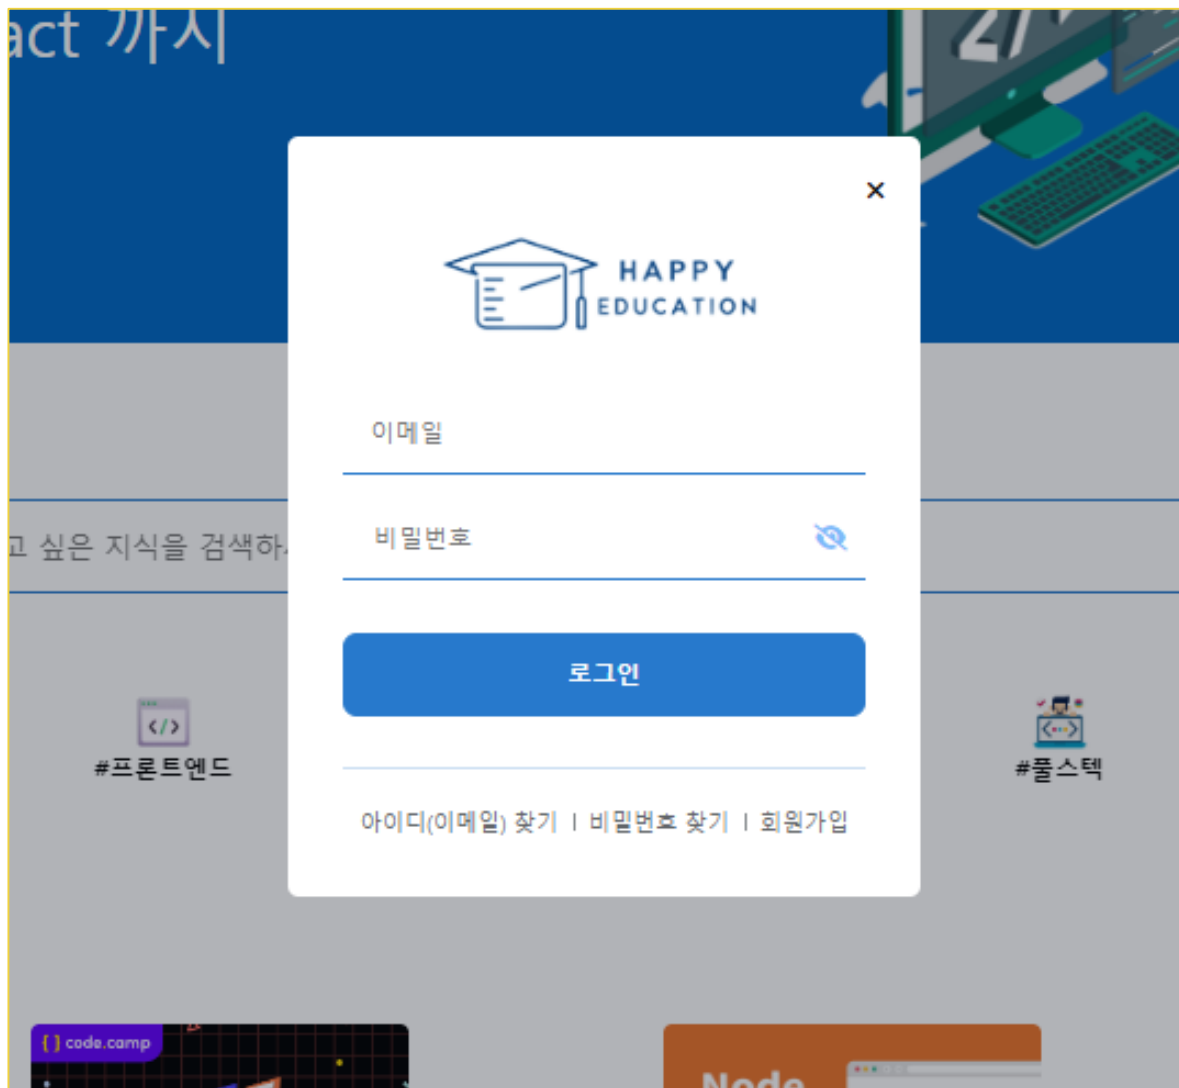 act 까지
HAPPY
EDUCATION
이메일
고 싶은 지식을 검색하
비밀번호
로그인
</>
#프론트엔드
<···>
#풀스텍
아이디(이메일) 찾기 | 비밀번호 찾기 | 회원가입
{ } code.camp
Node